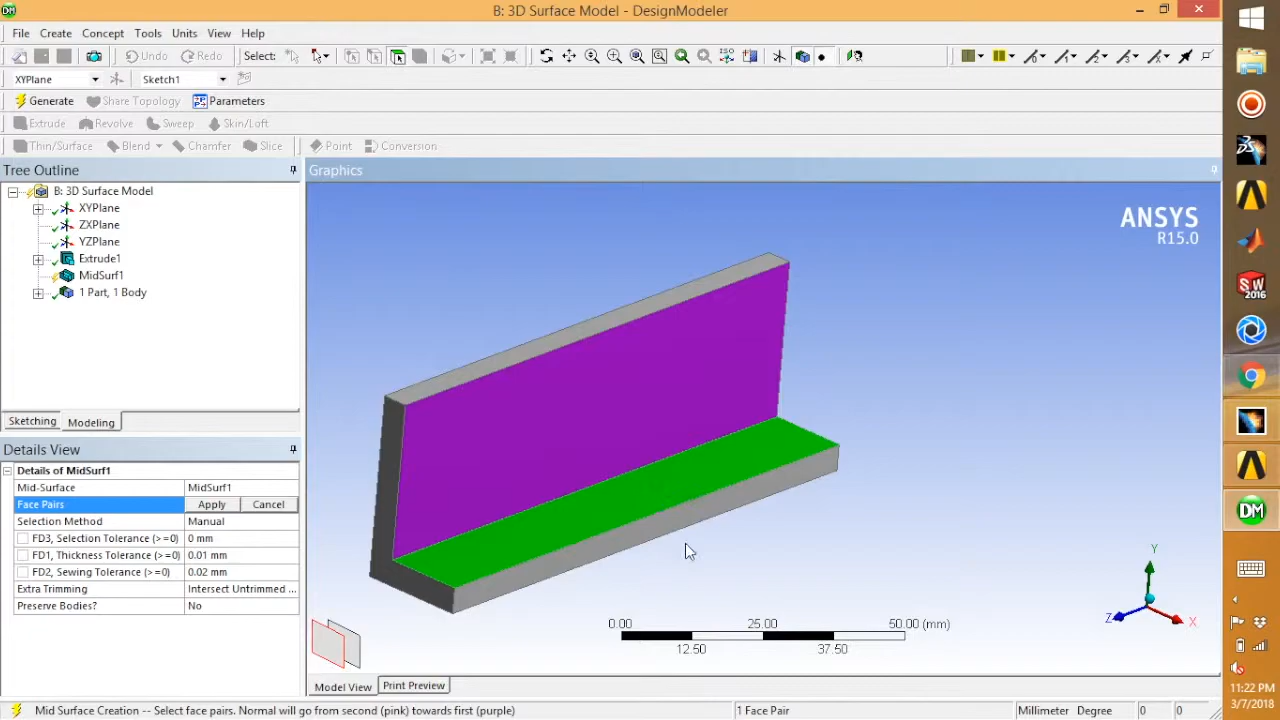 B: 3D Surface Model - DesignModeler
File Create Concept Tools Units View Help
Undo Redo Select:
XYPlane Sketch1
Generate Share Topology Parameters
Extrude Revolve Sweep Skin/Loft
Thin/Surface Blend Chamfer Slice Point Conversion
Tree Outline
B: 3D Surface Model
XYPlane
ZXPlane
YZPlane
Extrude1
MidSurf1
1 Part, 1 Body
Sketching Modeling
Details View
Details of MidSurf1
Mid-Surface MidSurf1
Face Pairs Apply Cancel
Selection Method Manual
FD3, Selection Tolerance (>=0) 0 mm
FD1, Thickness Tolerance (>=0) 0.01 mm
FD2, Sewing Tolerance (>=0) 0.02 mm
Extra Trimming Intersect Untrimmed ...
Preserve Bodies? No
Graphics
ANSYS
R15.0
0.00 25.00 50.00 (mm)
12.50 37.50
Y
Z
X
Model View Print Preview
Mid Surface Creation -- Select face pairs. Normal will go from second (pink) towards first (purple) 1 Face Pair Millimeter Degree 0 0
DM
SW
2016
DM
11:22 PM
3/7/2018